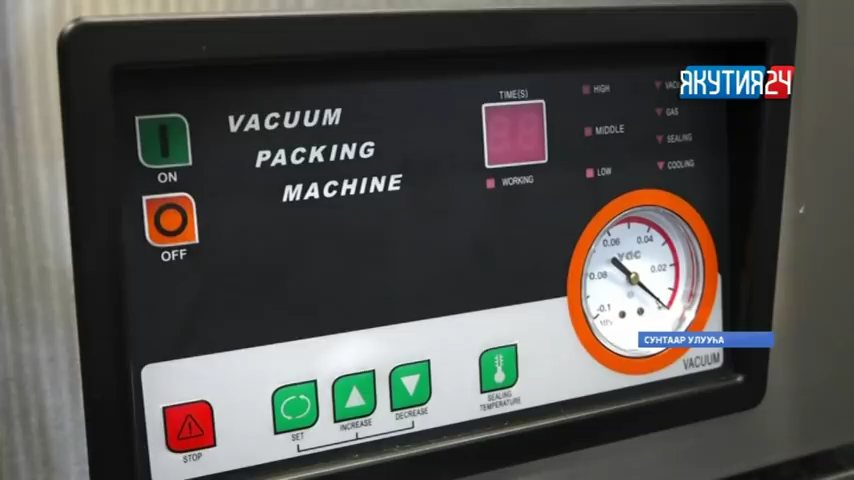 ЯКУТИЯ24
ON
OFF
VACUUM
PACKING
MACHINE
TIME(S)
WORKING
HIGH
MIDDLE
LOW
GAS
SEALING
COOLING
0.06 0.04
vac
0.08 0.02
-0.1 0
MPa
СУНТААР УЛУУҺА
VACUUM
STOP
SET INCREASE DECREASE
SEALING
TEMPERATURE